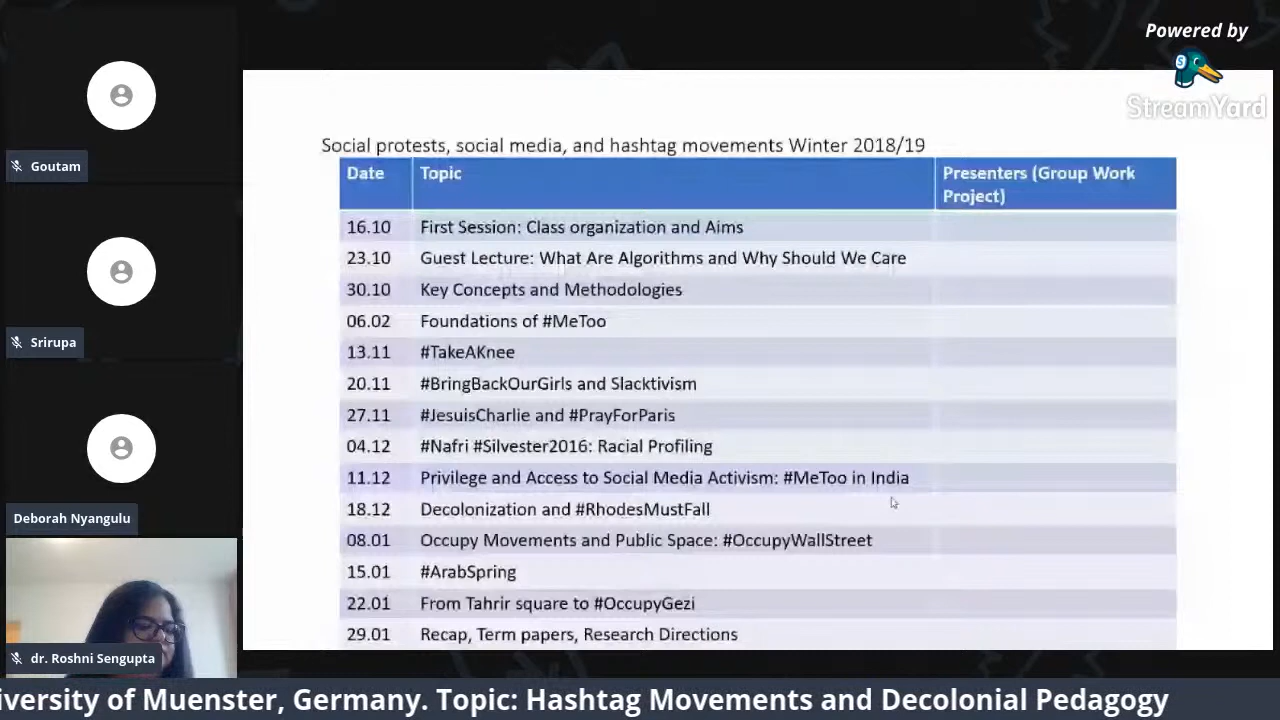 Powered by
StreamYard
Goutam
Srirupa
Deborah Nyangulu
dr. Roshni Sengupta
Social protests, social media, and hashtag movements Winter 2018/19
Date Topic Presenters (Group Work
Project)
16.10 First Session: Class organization and Aims
23.10 Guest Lecture: What Are Algorithms and Why Should We Care
30.10 Key Concepts and Methodologies
06.02 Foundations of #MeToo
13.11 #TakeAKnee
20.11 #BringBackOurGirls and Slacktivism
27.11 #JesuisCharlie and #PrayForParis
04.12 #Nafri #Silvester2016: Racial Profiling
11.12 Privilege and Access to Social Media Activism: #MeToo in India
18.12 Decolonization and #RhodesMustFall
08.01 Occupy Movements and Public Space: #OccupyWallStreet
15.01 #ArabSpring
22.01 From Tahrir square to #OccupyGezi
29.01 Recap, Term papers, Research Directions
iversity of Muenster, Germany. Topic: Hashtag Movements and Decolonial Pedagogy